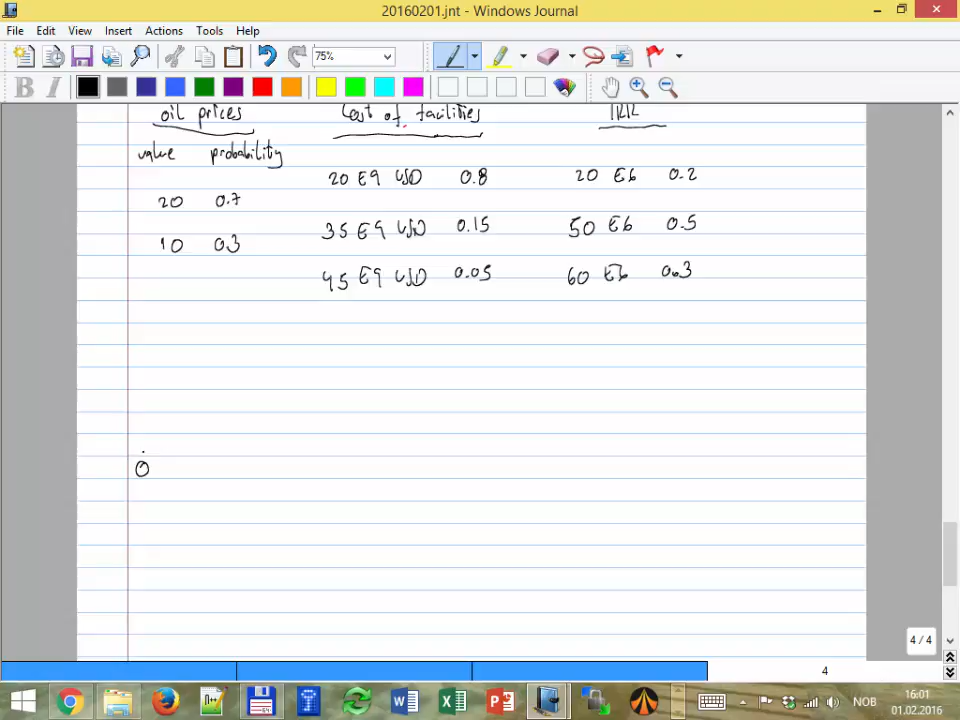 20160201.jnt - Windows Journal
File Edit View Insert Actions Tools Help
75%
B I
oil prices Cost of facilities IRR
value probability
20 E9 USD 0.8 20 E6 0.2
20 0.7
35 E9 USD 0.15 50 E6 0.5
10 0.3
45 E9 USD 0.05 60 E6 0.3
4 / 4
4
NOB
16:01
01.02.2016